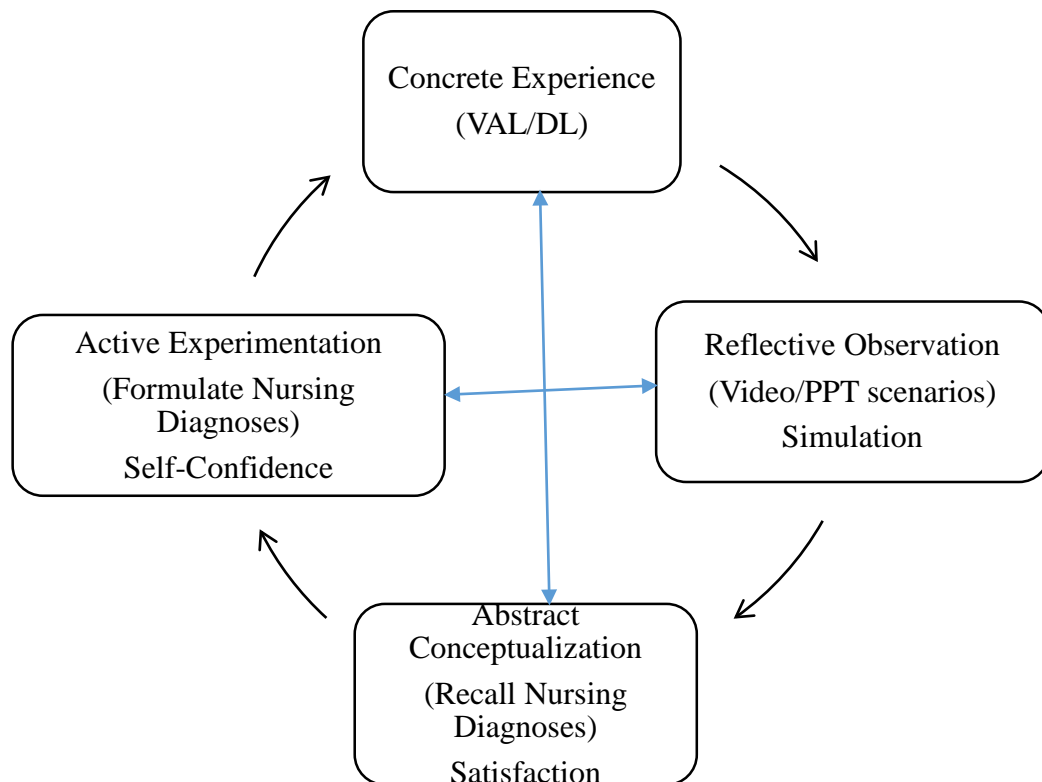 Concrete Experience
(VAL/DL)
Active Experimentation
(Formulate Nursing
Diagnoses)
Self-Confidence
Reflective Observation
(Video/PPT scenarios)
Simulation
Abstract
Conceptualization
(Recall Nursing
Diagnoses)
Satisfaction